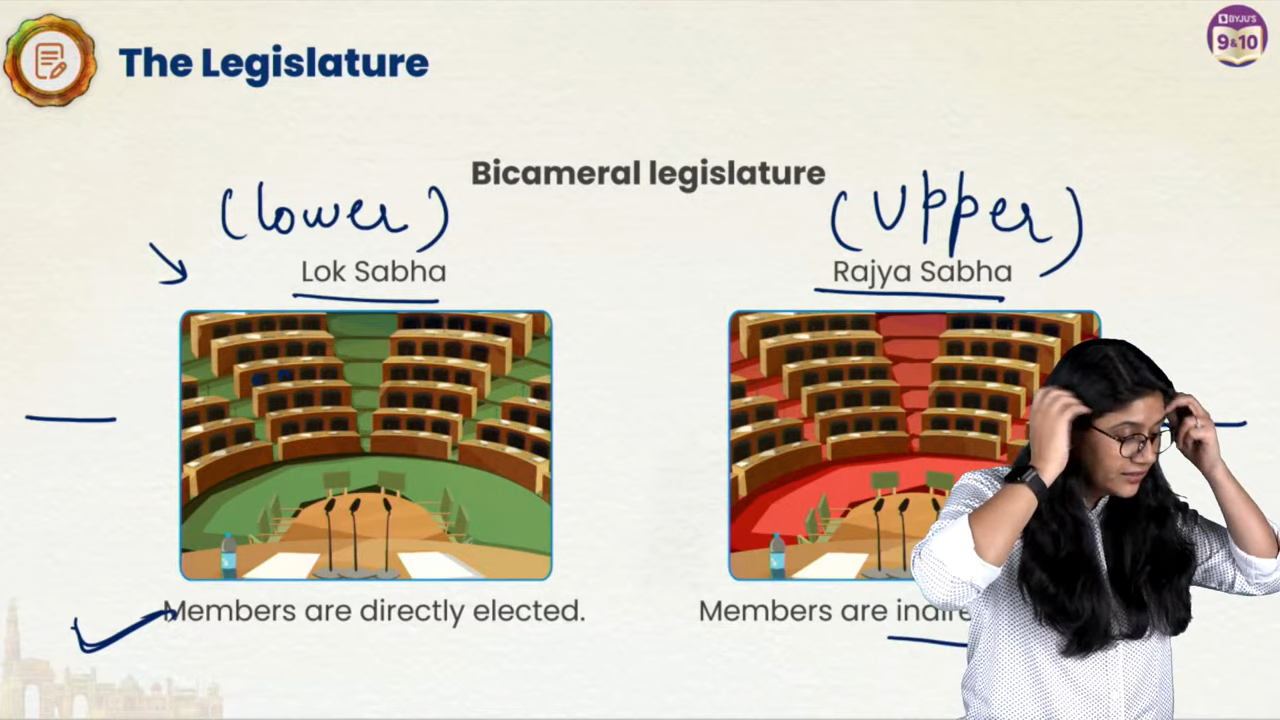 The Legislature
BYJU'S
9&10
Bicameral legislature
(lower)
(Upper)
Lok Sabha
Rajya Sabha
Members are directly elected.
Members are